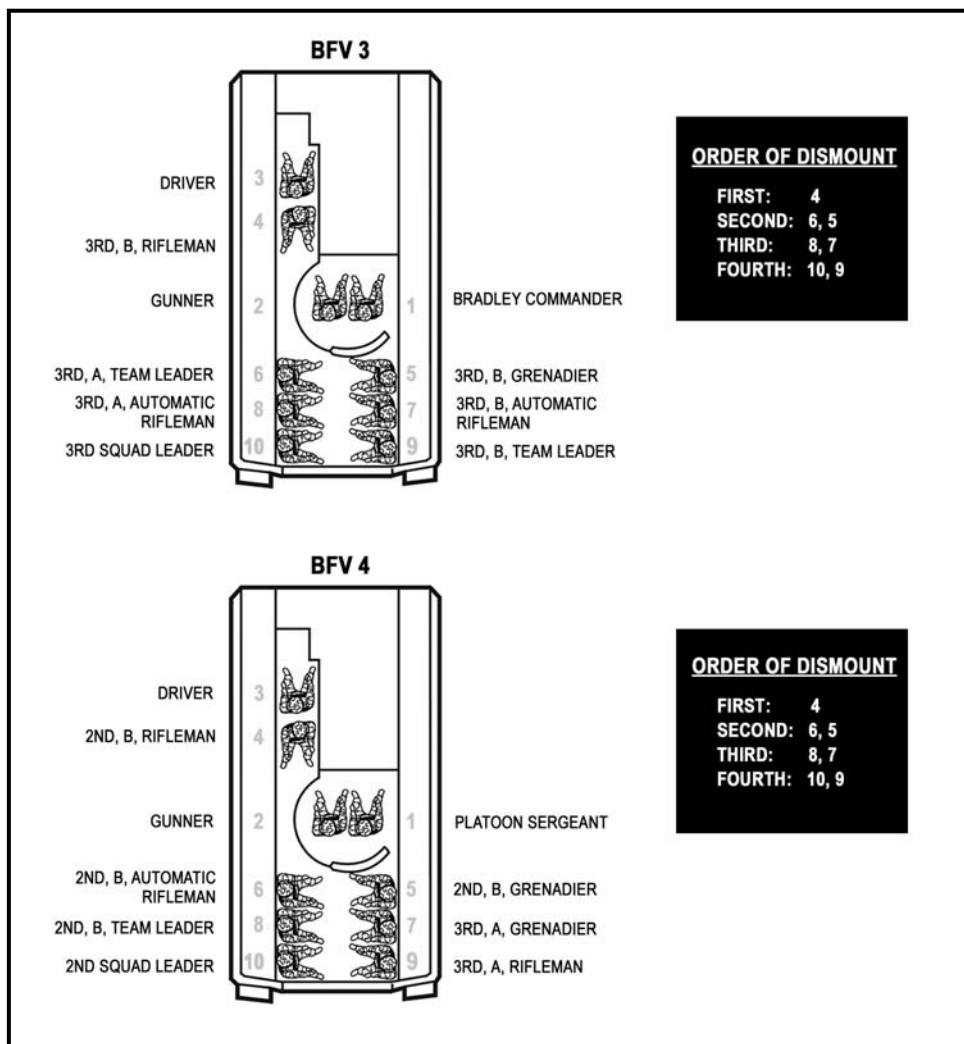 BFV 3
DRIVER 3
4
3RD, B, RIFLEMAN
GUNNER 2
1 BRADLEY COMMANDER
3RD, A, TEAM LEADER 6
5 3RD, B, GRENADIER
3RD, A, AUTOMATIC
RIFLEMAN 8
7 3RD, B, AUTOMATIC
RIFLEMAN
3RD SQUAD LEADER 10
9 3RD, B, TEAM LEADER
ORDER OF DISMOUNT
FIRST: 4
SECOND: 6, 5
THIRD: 8, 7
FOURTH: 10, 9
BFV 4
DRIVER 3
2ND, B, RIFLEMAN 4
GUNNER 2
1 PLATOON SERGEANT
2ND, B, AUTOMATIC
RIFLEMAN 6
5 2ND, B, GRENADIER
2ND, B, TEAM LEADER 8
7 3RD, A, GRENADIER
2ND SQUAD LEADER 10
9 3RD, A, RIFLEMAN
ORDER OF DISMOUNT
FIRST: 4
SECOND: 6, 5
THIRD: 8, 7
FOURTH: 10, 9